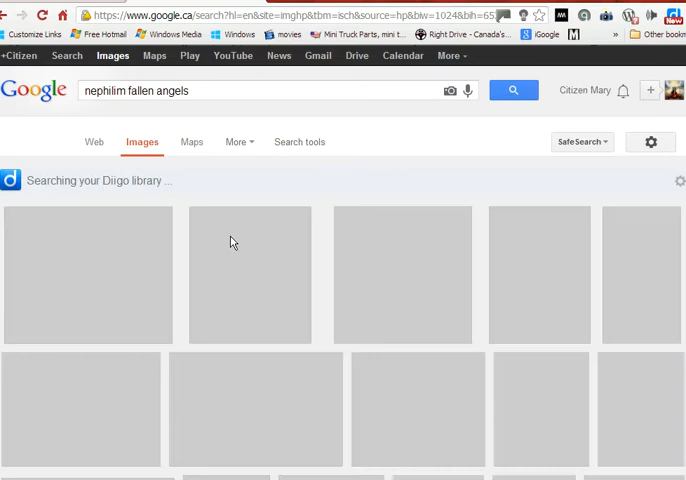 https://www.google.ca/search?hl=en&site=imghp&tbm=isch&source=hp&biw=1024&bih=65
Customize Links Free Hotmail Windows Media Windows movies Mini Truck Parts, mini t... Right Drive - Canada's... iGoogle » Other bookm
+Citizen Search Images Maps Play YouTube News Gmail Drive Calendar More
Google nephilim fallen angels Citizen Mary
Web Images Maps More Search tools SafeSearch
d Searching your Diigo library ...